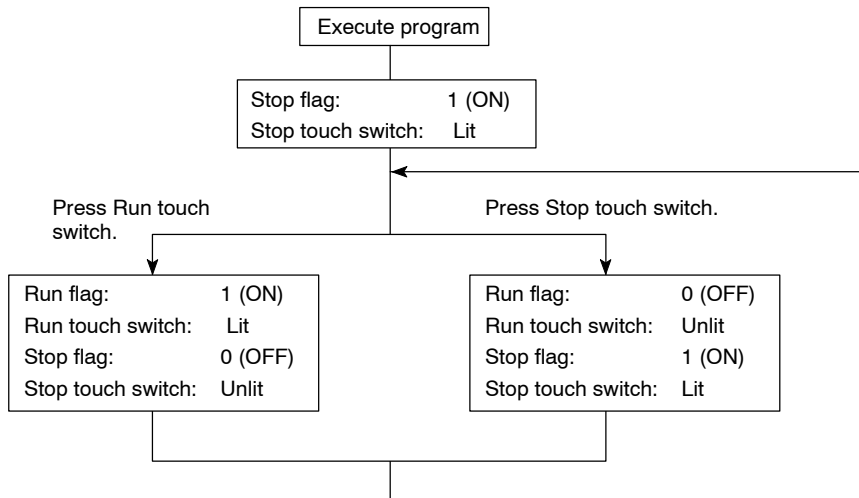 Execute program
Stop flag: 1 (ON)
Stop touch switch: Lit
Press Run touch
switch.
Press Stop touch switch.
Run flag: 1 (ON)
Run touch switch: Lit
Stop flag: 0 (OFF)
Stop touch switch: Unlit
Run flag: 0 (OFF)
Run touch switch: Unlit
Stop flag: 1 (ON)
Stop touch switch: Lit